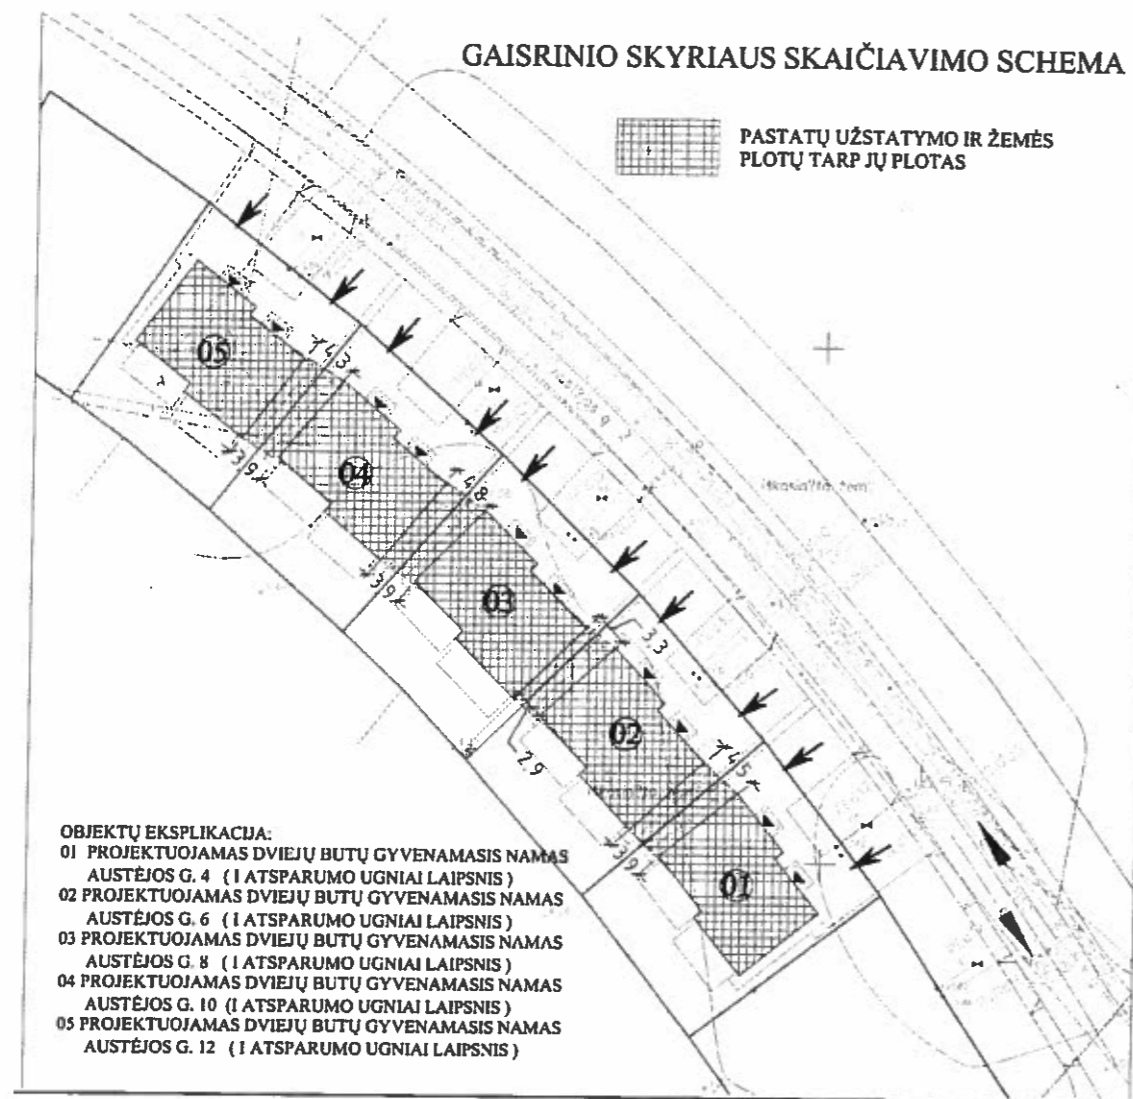 GAISRINIO SKYRIAUS SKAIČIAVIMO SCHEMA
PASTATŲ UŽSTATYMO IR ŽEMĖS
PLOTŲ TARP JŲ PLOTAS
05
4.3
3.9
04
4.8
3.9
03
3.3
02
2.9
4.5
3.9
01
OBJEKTŲ EKSPLIKACIJA:
01 PROJEKTUOJAMAS DVIEJŲ BUTŲ GYVENAMASIS NAMAS
AUSTĖJOS G. 4 ( I ATSPARUMO UGNIAI LAIPSNIS )
02 PROJEKTUOJAMAS DVIEJŲ BUTŲ GYVENAMASIS NAMAS
AUSTĖJOS G. 6 ( I ATSPARUMO UGNIAI LAIPSNIS )
03 PROJEKTUOJAMAS DVIEJŲ BUTŲ GYVENAMASIS NAMAS
AUSTĖJOS G. 8 ( I ATSPARUMO UGNIAI LAIPSNIS )
04 PROJEKTUOJAMAS DVIEJŲ BUTŲ GYVENAMASIS NAMAS
AUSTĖJOS G. 10 (I ATSPARUMO UGNIAI LAIPSNIS )
05 PROJEKTUOJAMAS DVIEJŲ BUTŲ GYVENAMASIS NAMAS
AUSTĖJOS G. 12 ( I ATSPARUMO UGNIAI LAIPSNIS )